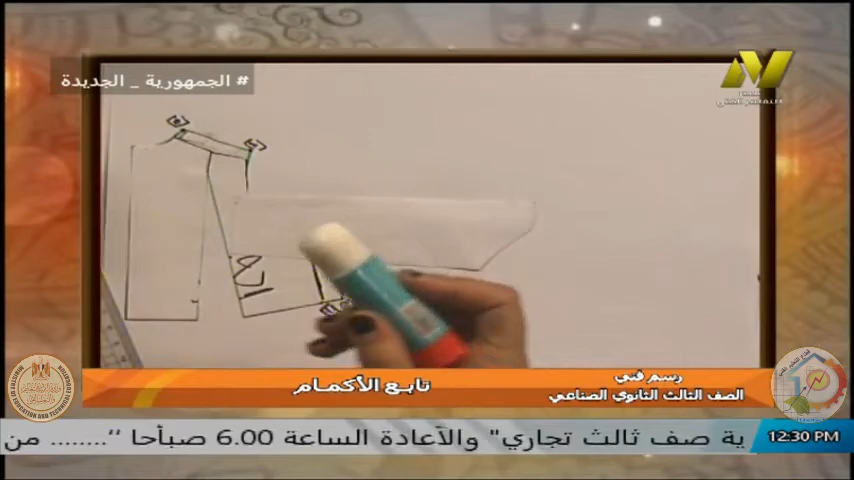 # الجمهورية _ الجديدة
تابع الأكمام
رسم فني
الصف الثالث الثانوي الصناعي
ية صف ثالث تجاري" والآعادة الساعة 6.00 صباحا “........ من
12:30 PM